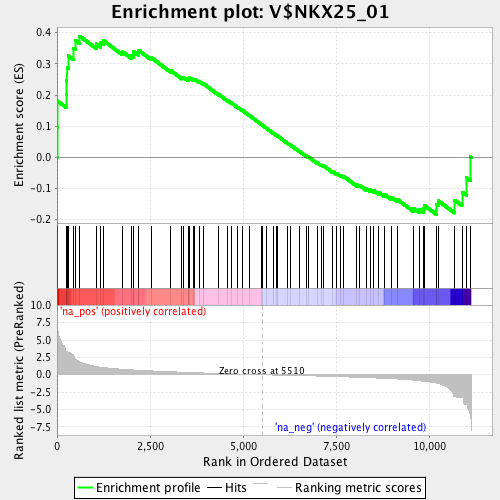 Enrichment plot: V$NKX25_01
Enrichment score (ES)
0.4
0.3
0.2
0.1
0.0
-0.1
-0.2
'na_pos' (positively correlated)
Ranked list metric (PreRanked)
10.0
7.5
5.0
2.5
0.0
-2.5
-5.0
-7.5
Zero cross at 5510
'na_neg' (negatively correlated)
0
2,500
5,000
7,500
10,000
Rank in Ordered Dataset
Enrichment profile
Hits
Ranking metric scores